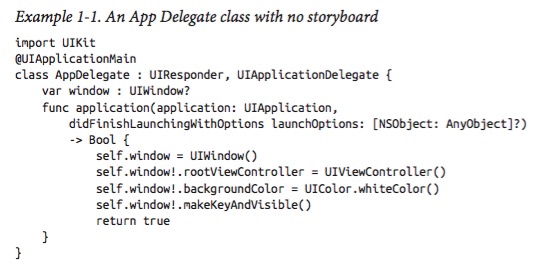 Example 1-1. An App Delegate class with no storyboard
import UIKit
@UIApplicationMain
class AppDelegate : UIResponder, UIApplicationDelegate {
    var window : UIWindow?
    func application(application: UIApplication,
        didFinishLaunchingWithOptions launchOptions: [NSObject: AnyObject]?)
        -> Bool {
            self.window = UIWindow()
            self.window!.rootViewController = UIViewController()
            self.window!.backgroundColor = UIColor.whiteColor()
            self.window!.makeKeyAndVisible()
            return true
    }
}